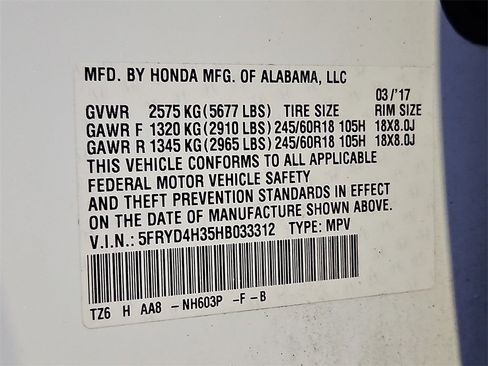 MFD. BY HONDA MFG. OF ALABAMA, LLC
03/'17
GVWR 2575 KG (5677 LBS) TIRE SIZE RIM SIZE
GAWR F 1320 KG (2910 LBS) 245/60R18 105H 18X8.0J
GAWR R 1345 KG (2965 LBS) 245/60R18 105H 18X8.0J
THIS VEHICLE CONFORMS TO ALL APPLICABLE
FEDERAL MOTOR VEHICLE SAFETY
AND THEFT PREVENTION STANDARDS IN EFFECT
ON THE DATE OF MANUFACTURE SHOWN ABOVE.
V.I.N.: 5FRYD4H35HB033312 TYPE: MPV
TZ6 H AA8 -NH603P -F -B